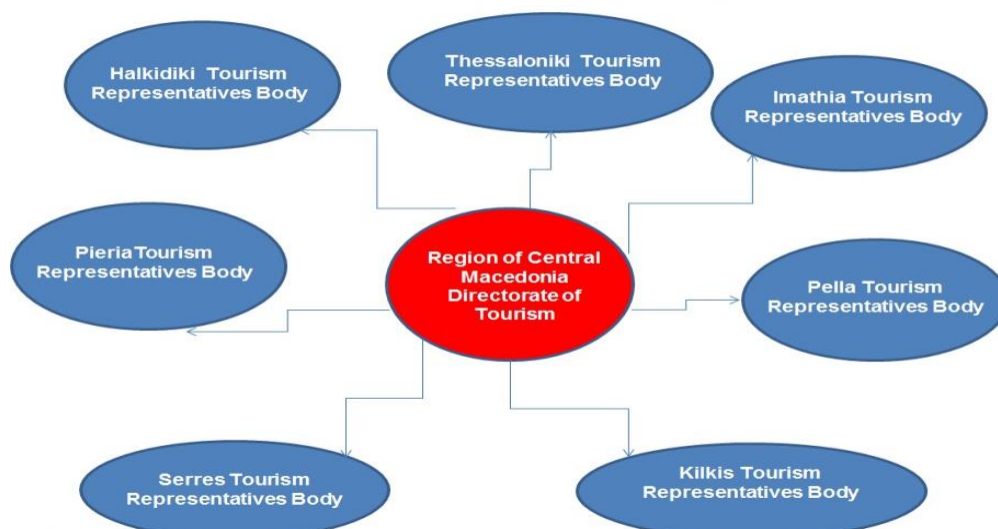 Halkidiki Tourism
Representatives Body
Thessaloniki Tourism
Representatives Body
Imathia Tourism
Representatives Body
Pieria Tourism
Representatives Body
Region of Central
Macedonia
Directorate of
Tourism
Pella Tourism
Representatives Body
Serres Tourism
Representatives Body
Kilkis Tourism
Representatives Body